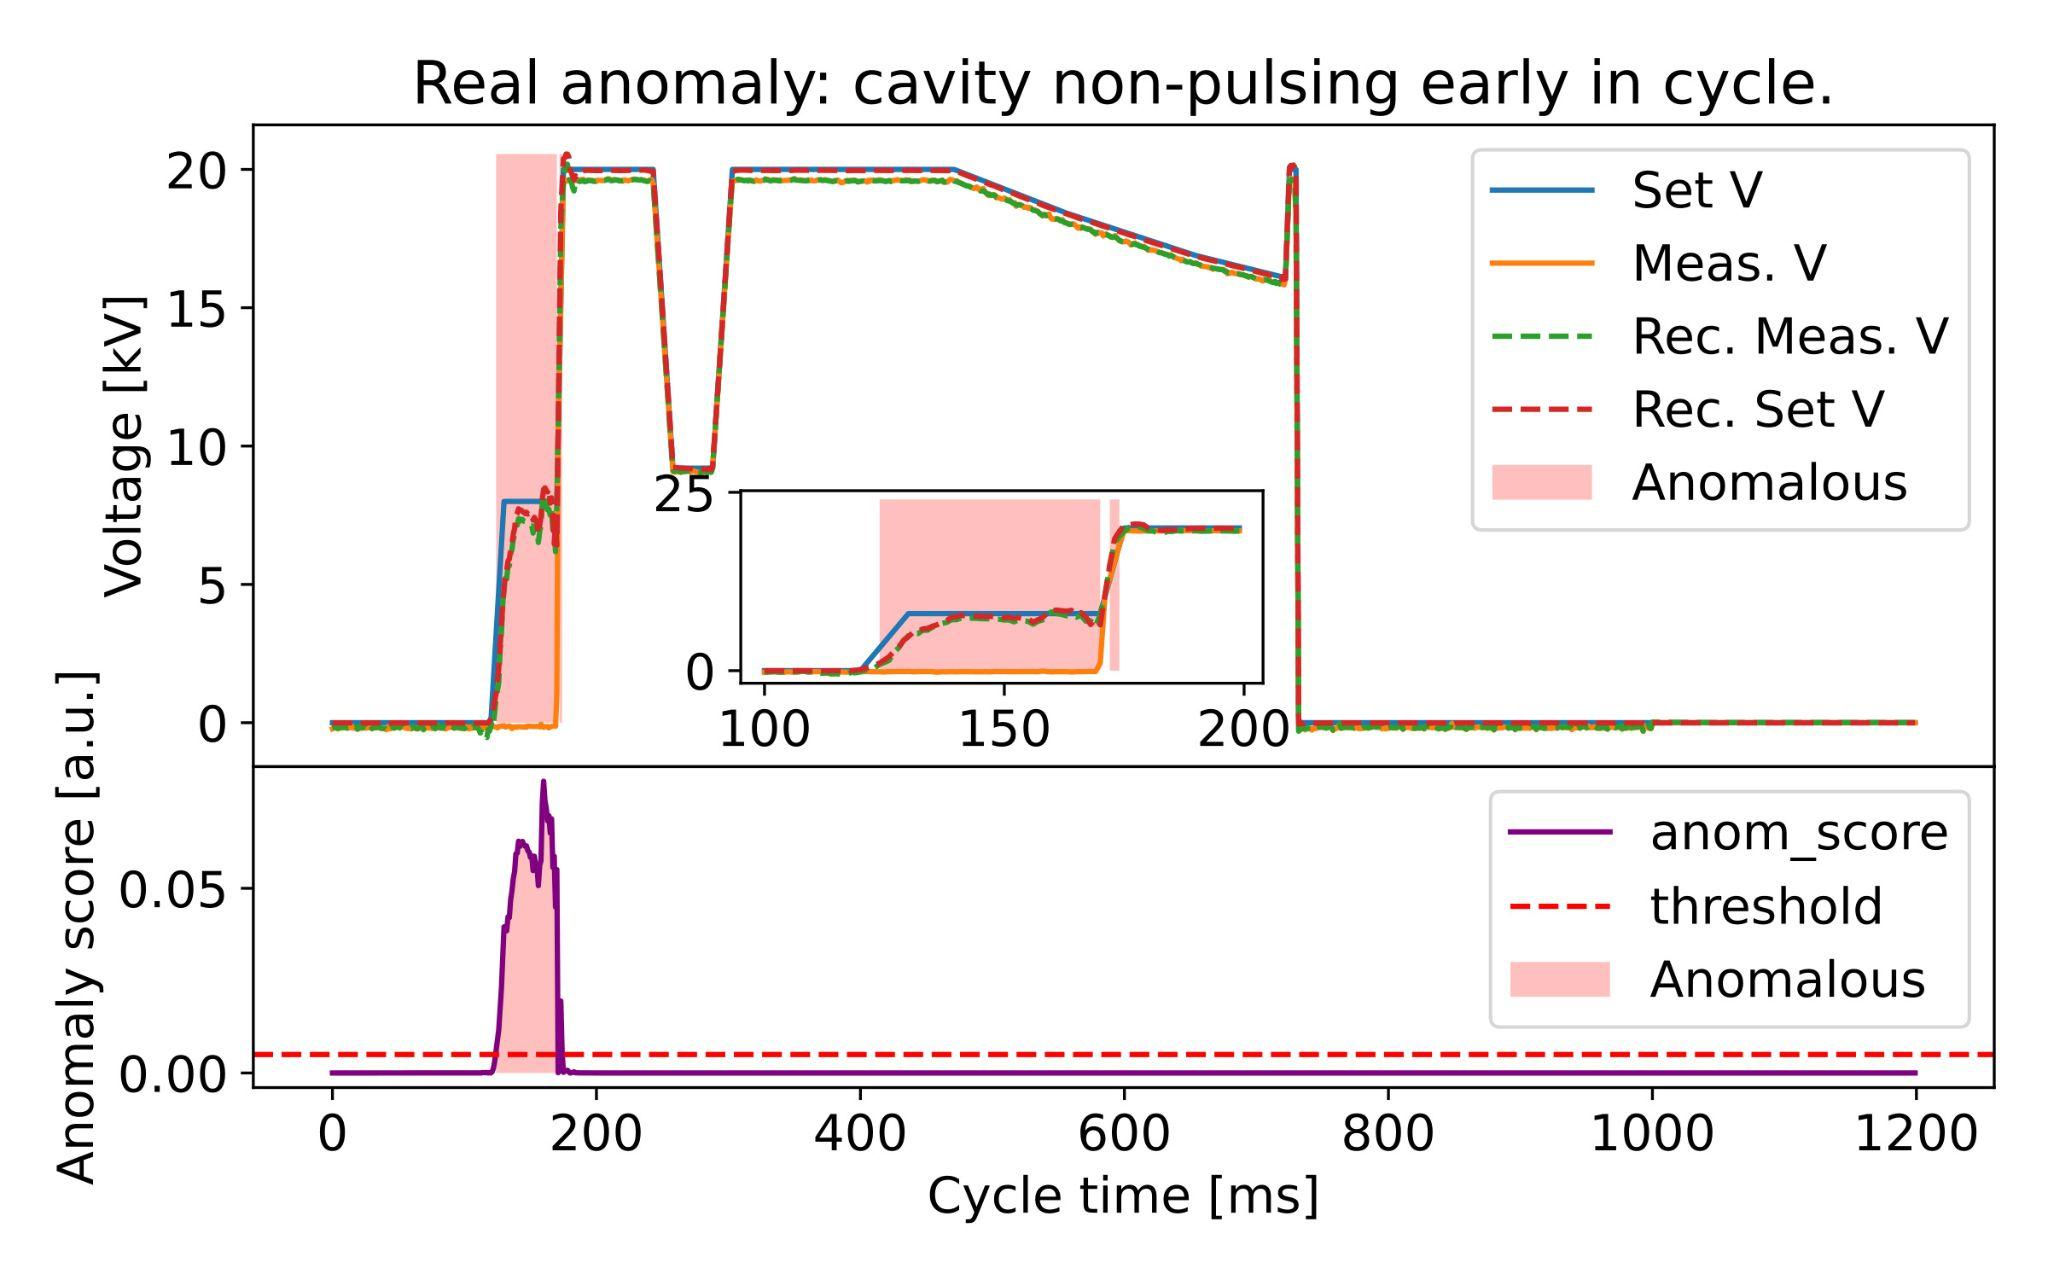 Real anomaly: cavity non-pulsing early in cycle.
Voltage [kV]
20
15
10
5
0
Set V
Meas. V
Rec. Meas. V
Rec. Set V
Anomalous
25
0
100 150 200
Anomaly score [a.u.]
0.05
0.00
anom_score
threshold
Anomalous
0 200 400 600 800 1000 1200
Cycle time [ms]